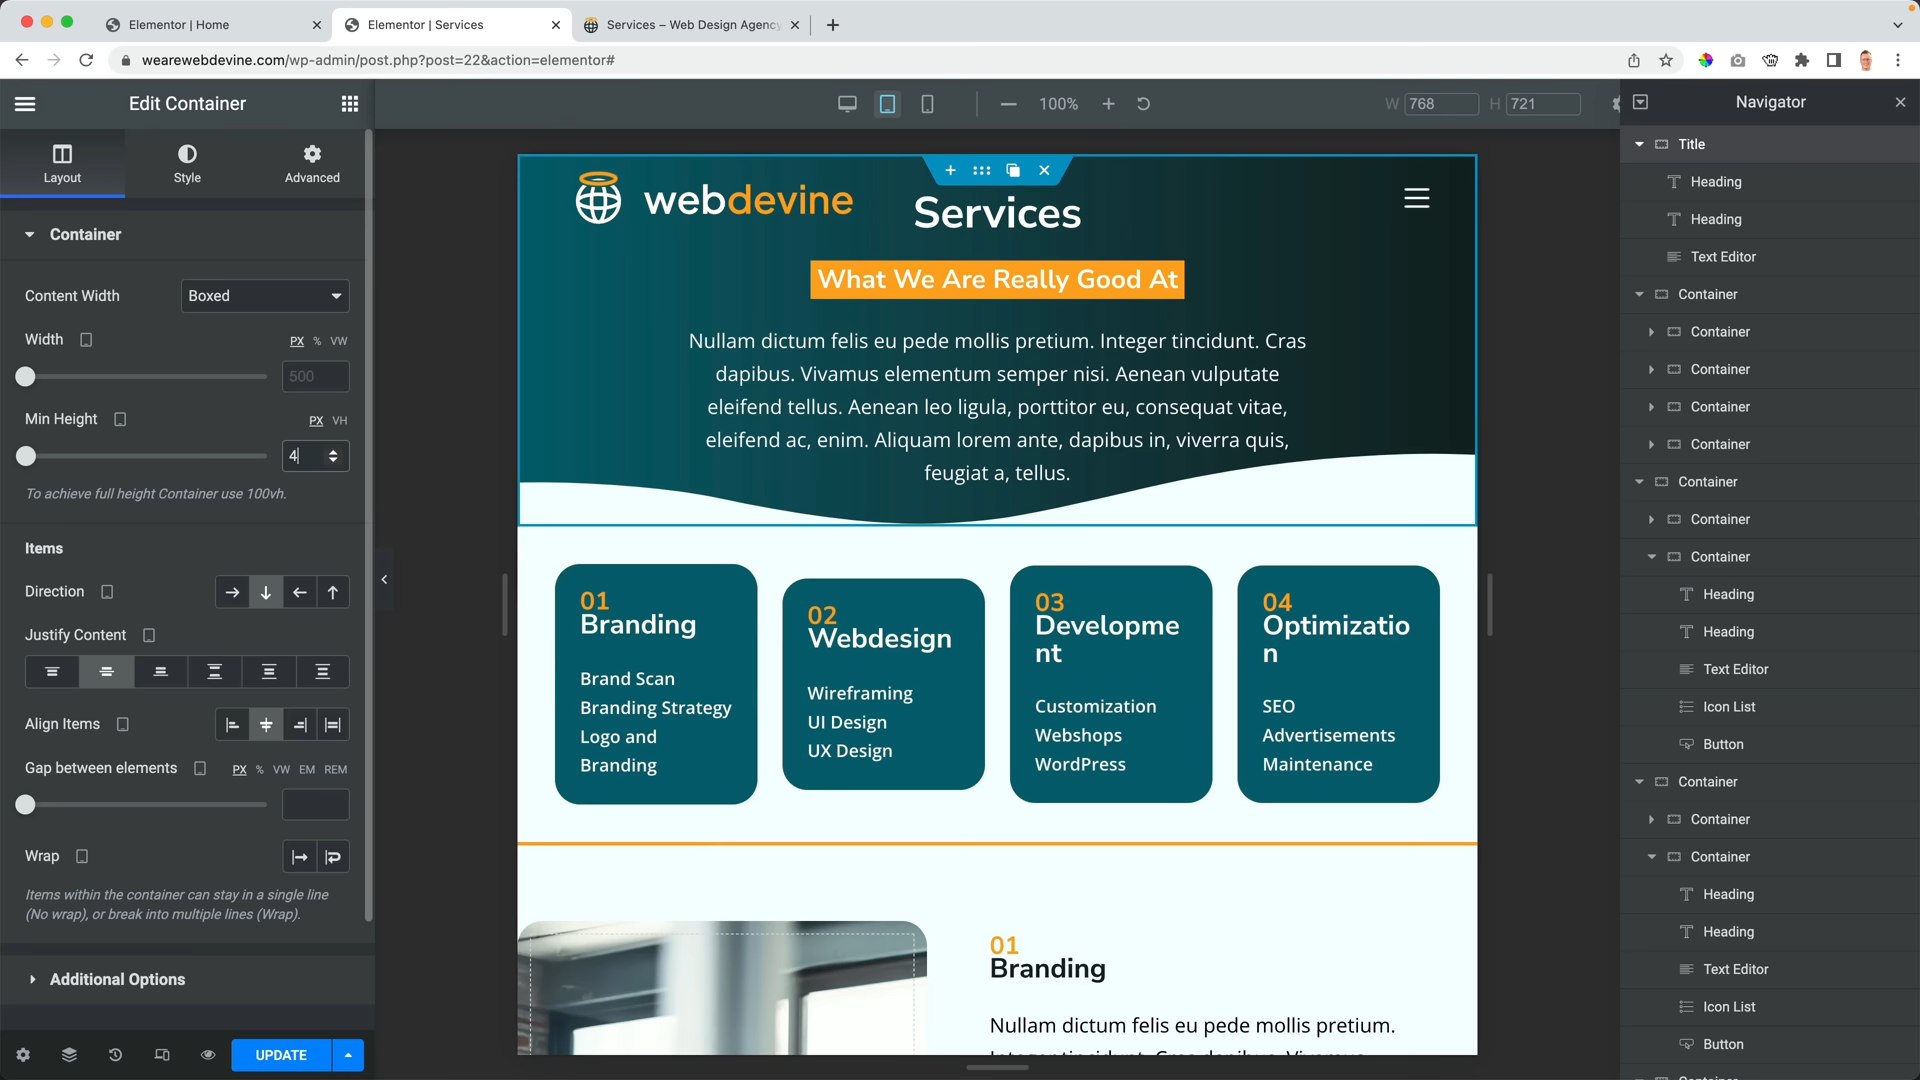 Elementor | Home
Elementor | Services
Services – Web Design Agency
wearewebdevine.com/wp-admin/post.php?post=22&action=elementor#
Edit Container
100%
W 768
H 721
Navigator
Layout
Style
Advanced
Container
Content Width
Boxed
Width
PX % VW
500
Min Height
PX VH
4
To achieve full height Container use 100vh.
Items
Direction
Justify Content
Align Items
Gap between elements
PX % VW EM REM
Wrap
Items within the container can stay in a single line
(No wrap), or break into multiple lines (Wrap).
Additional Options
UPDATE
webdevine
Services
What We Are Really Good At
Nullam dictum felis eu pede mollis pretium. Integer tincidunt. Cras
dapibus. Vivamus elementum semper nisi. Aenean vulputate
eleifend tellus. Aenean leo ligula, porttitor eu, consequat vitae,
eleifend ac, enim. Aliquam lorem ante, dapibus in, viverra quis,
feugiat a, tellus.
01
Branding
Brand Scan
Branding Strategy
Logo and
Branding
02
Webdesign
Wireframing
UI Design
UX Design
03
Developme
nt
Customization
Webshops
WordPress
04
Optimizatio
n
SEO
Advertisements
Maintenance
01
Branding
Nullam dictum felis eu pede mollis pretium.
Title
Heading
Heading
Text Editor
Container
Container
Container
Container
Container
Container
Container
Container
Heading
Heading
Text Editor
Icon List
Button
Container
Container
Container
Heading
Heading
Text Editor
Icon List
Button